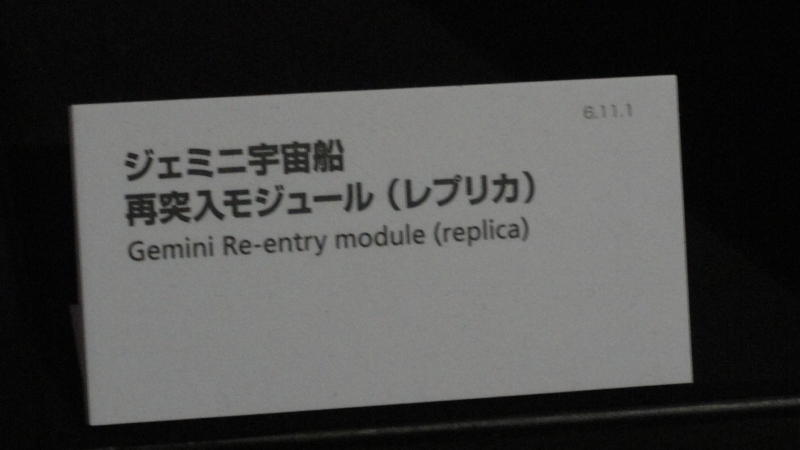 6.11.1
ジェミニ宇宙船
再突入モジュール（レプリカ）
Gemini Re-entry module (replica)